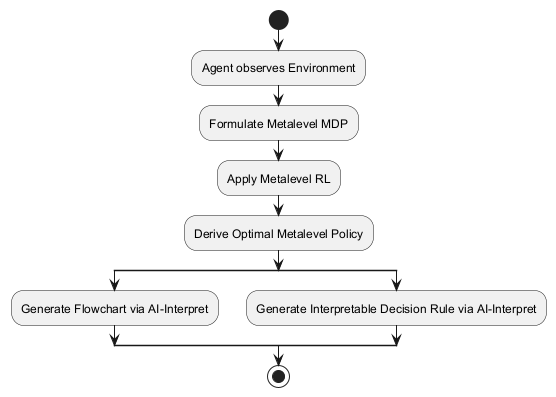 Agent observes Environment
Formulate Metalevel MDP
Apply Metalevel RL
Derive Optimal Metalevel Policy
Generate Flowchart via AI-Interpret
Generate Interpretable Decision Rule via AI-Interpret